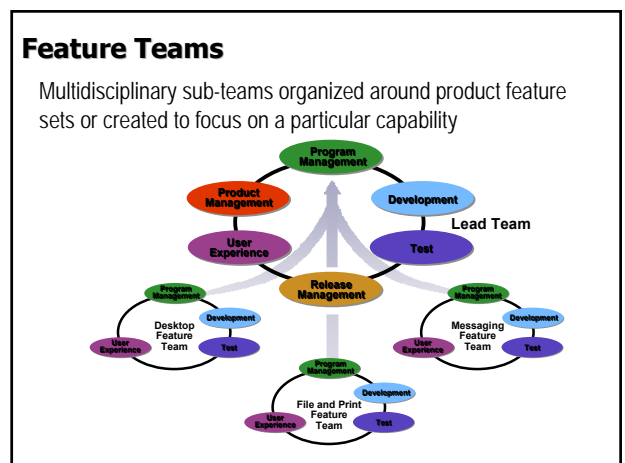 Feature Teams
Multidisciplinary sub-teams organized around product feature
sets or created to focus on a particular capability
Program
Management
Product
Management
Development
Lead Team
User
Experience
Test
Release
Management
Program
Management
Desktop
Feature
Team
Development
User
Experience
Test
Program
Management
Messaging
Feature
Team
Development
User
Experience
Test
Program
Management
File and Print
Feature
Team
Development
User
Experience
Test